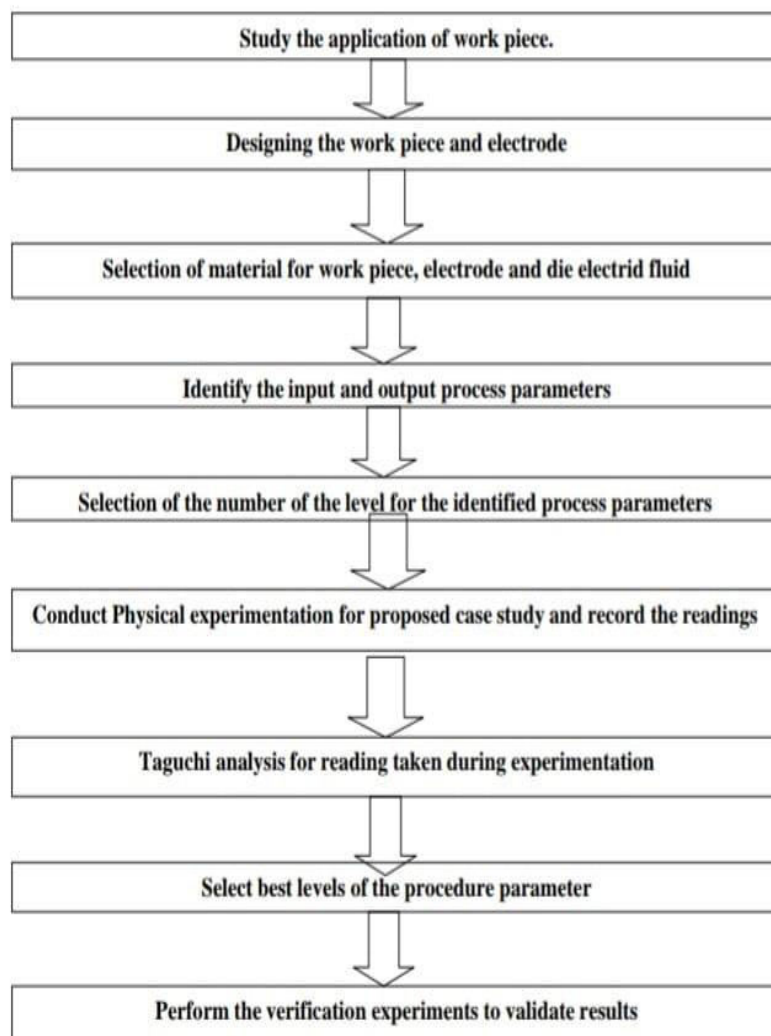 Study the application of work piece.
Designing the work piece and electrode
Selection of material for work piece, electrode and die electrid fluid
Identify the input and output process parameters
Selection of the number of the level for the identified process parameters
Conduct Physical experimentation for proposed case study and record the readings
Taguchi analysis for reading taken during experimentation
Select best levels of the procedure parameter
Perform the verification experiments to validate results